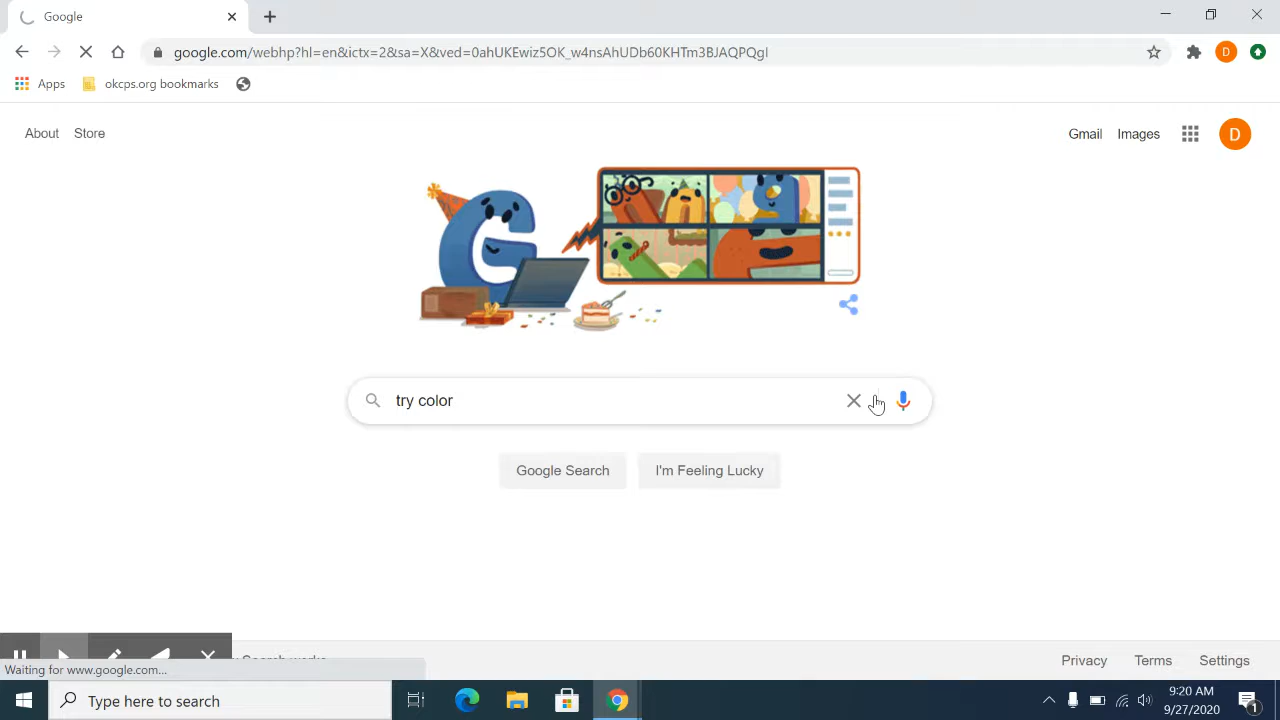 Google
google.com/webhp?hl=en&ictx=2&sa=X&ved=0ahUKEwiz5OK_w4nsAhUDb60KHTm3BJAQPQgI
D
Apps
okcps.org bookmarks
About
Store
Gmail
Images
D
try color
Google Search
I'm Feeling Lucky
Waiting for www.google.com...
Privacy
Terms
Settings
Type here to search
9:20 AM
9/27/2020
1